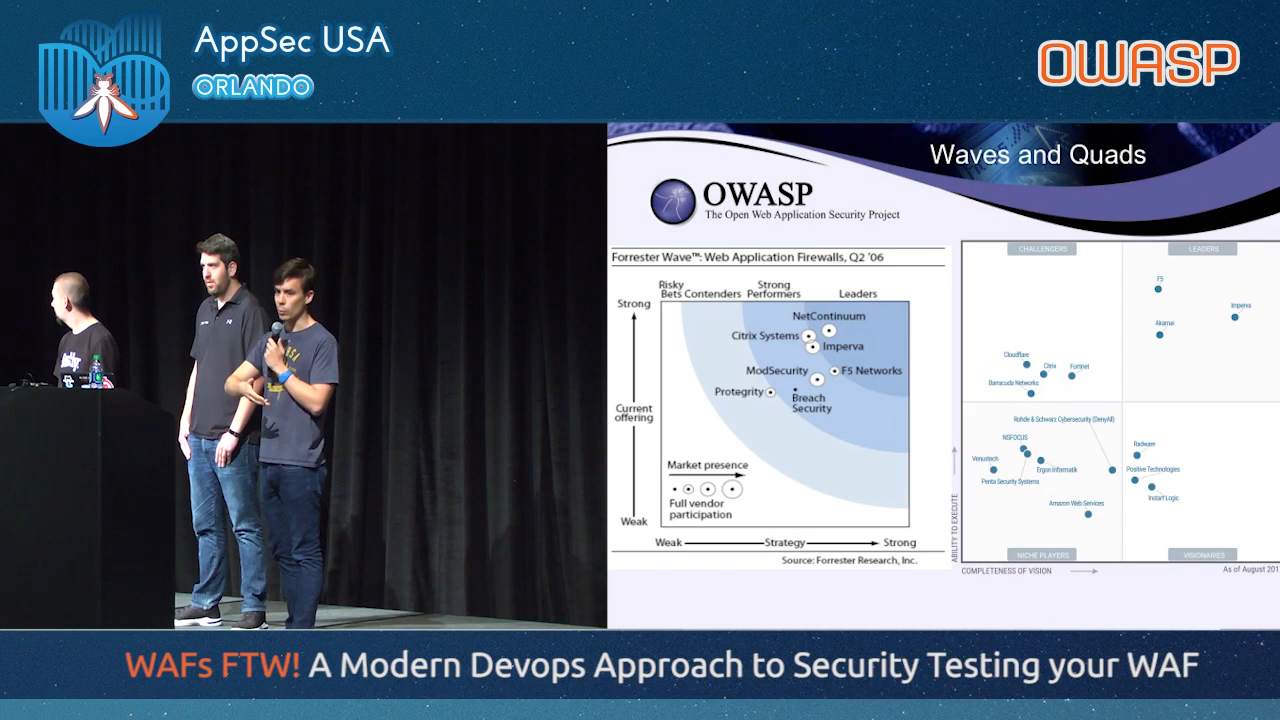 AppSec USA
ORLANDO
OWASP
Waves and Quads
OWASP
The Open Web Application Security Project
Forrester Wave™: Web Application Firewalls, Q2 '06
Risky
Bets
Contenders
Strong
Performers
Leaders
Strong
Current
offering
Weak
NetContinuum
Citrix Systems
Imperva
ModSecurity
F5 Networks
Protegrity
Breach
Security
Market presence
Full vendor
participation
Weak
Strategy
Strong
Source: Forrester Research, Inc.
CHALLENGERS
LEADERS
F5
Imperva
Akamai
Cloudflare
Citrix
Fortinet
Barracuda Networks
Rohde & Schwarz Cybersecurity (DenyAll)
NSFOCUS
Venustech
Ergon Informatik
Penta Security Systems
Amazon Web Services
Radware
Positive Technologies
Instart Logic
NICHE PLAYERS
VISIONARIES
ABILITY TO EXECUTE
COMPLETENESS OF VISION
As of August 201
WAFs FTW! A Modern Devops Approach to Security Testing your WAF